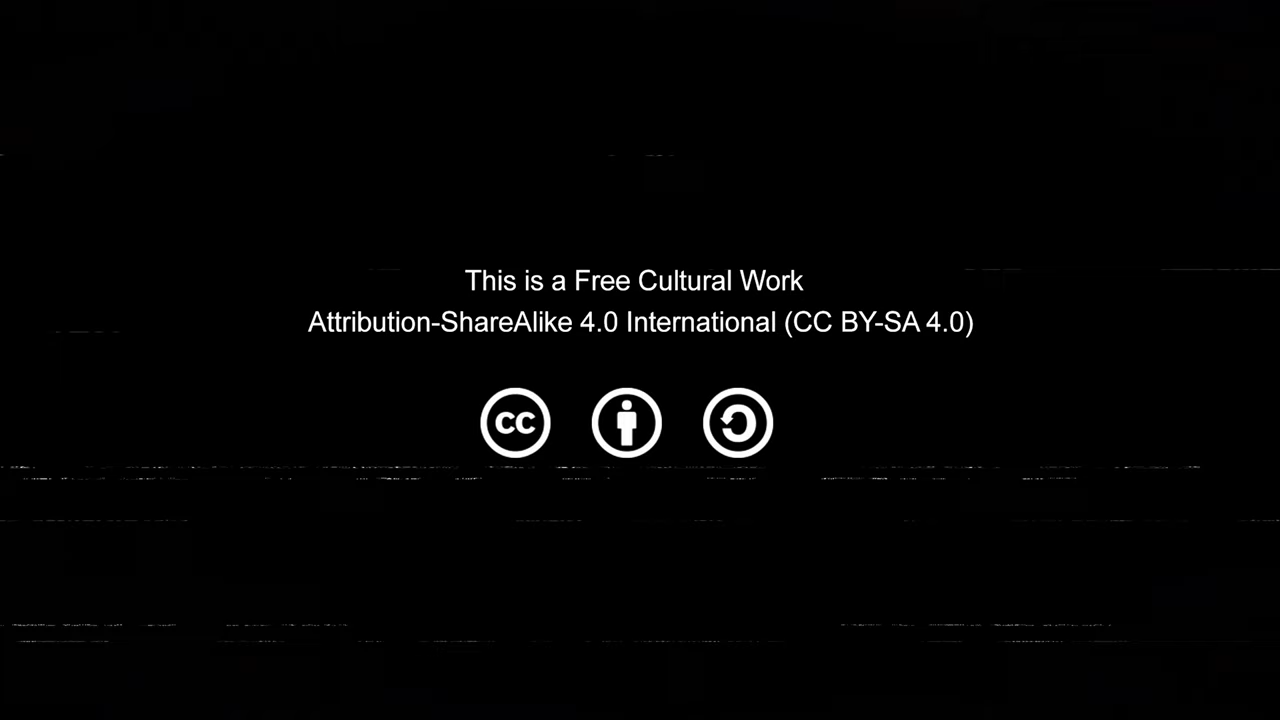 This is a Free Cultural Work
Attribution-ShareAlike 4.0 International (CC BY-SA 4.0)
cc